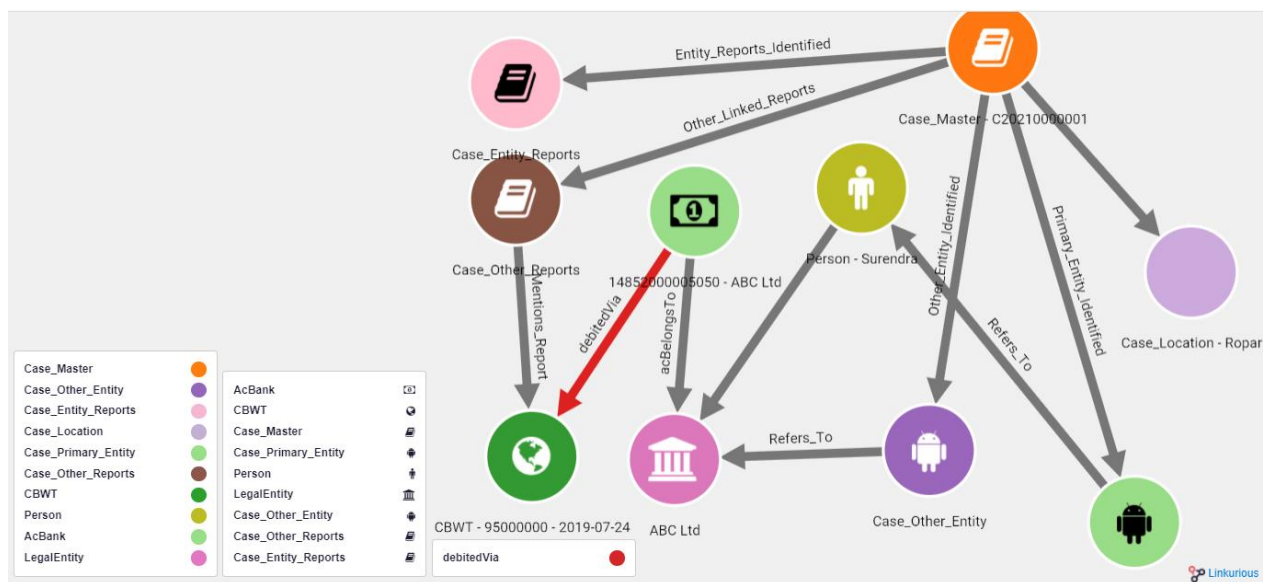 Entity_Reports_Identified
Other_Linked_Reports
Case_Master - C20210000001
Case_Entity_Reports
Case_Other_Reports
14852000005050 - ABC Ltd
Person - Surendra
Other_Entity_Identified
Primary_Entity_Identified
Mentions_Report
debitedVia
acBelongsTo
Refers_To
Case_Location - Ropar
Refers_To
CBWT - 95000000 - 2019-07-24
ABC Ltd
Case_Other_Entity
Case_Master
Case_Other_Entity
Case_Entity_Reports
Case_Location
Case_Primary_Entity
Case_Other_Reports
CBWT
Person
AcBank
LegalEntity
AcBank
CBWT
Case_Master
Case_Primary_Entity
Person
LegalEntity
Case_Other_Entity
Case_Other_Reports
Case_Entity_Reports
debitedVia
Linkurious